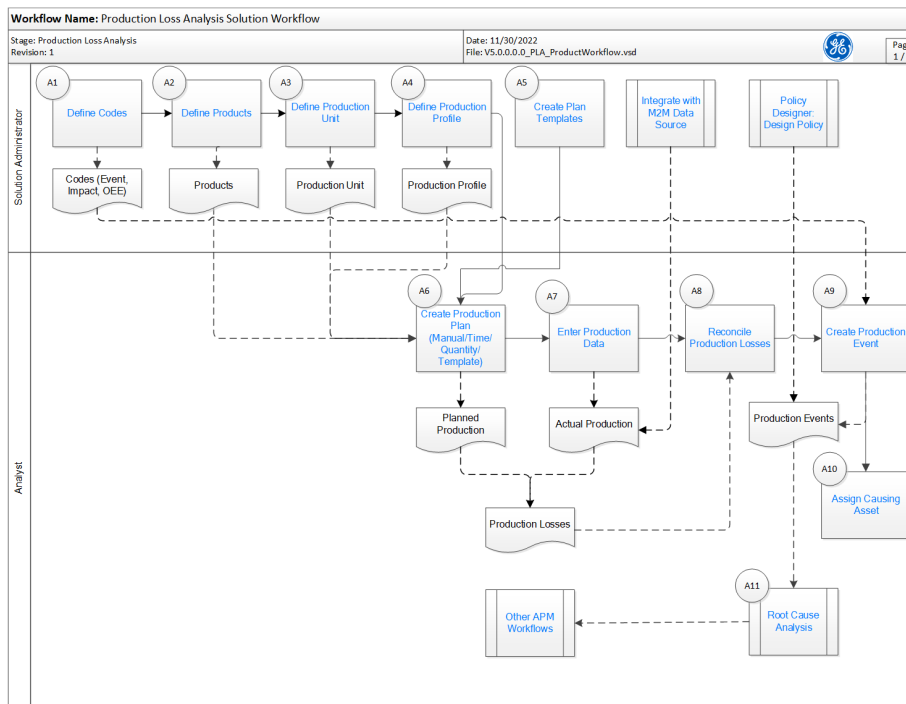 Workflow Name: Production Loss Analysis Solution Workflow
Stage: Production Loss Analysis
Revision: 1
Date: 11/30/2022
File: V5.0.0.0.0_PLA_ProductWorkflow.vsd
Pag
1 /
Solution Administrator
A1
Define Codes
A2
Define Products
A3
Define Production
Unit
A4
Define Production
Profile
A5
Create Plan
Templates
Integrate with
M2M Data
Source
Policy
Designer:
Design Policy
Codes (Event,
Impact, OEE)
Products
Production Unit
Production Profile
Analyst
A6
Create Production
Plan
(Manual/Time/
Quantity/
Template)
A7
Enter Production
Data
A8
Reconcile
Production Losses
A9
Create Production
Event
Planned
Production
Actual Production
Production Events
A10
Assign Causing
Asset
Production Losses
A11
Root Cause
Analysis
Other APM
Workflows